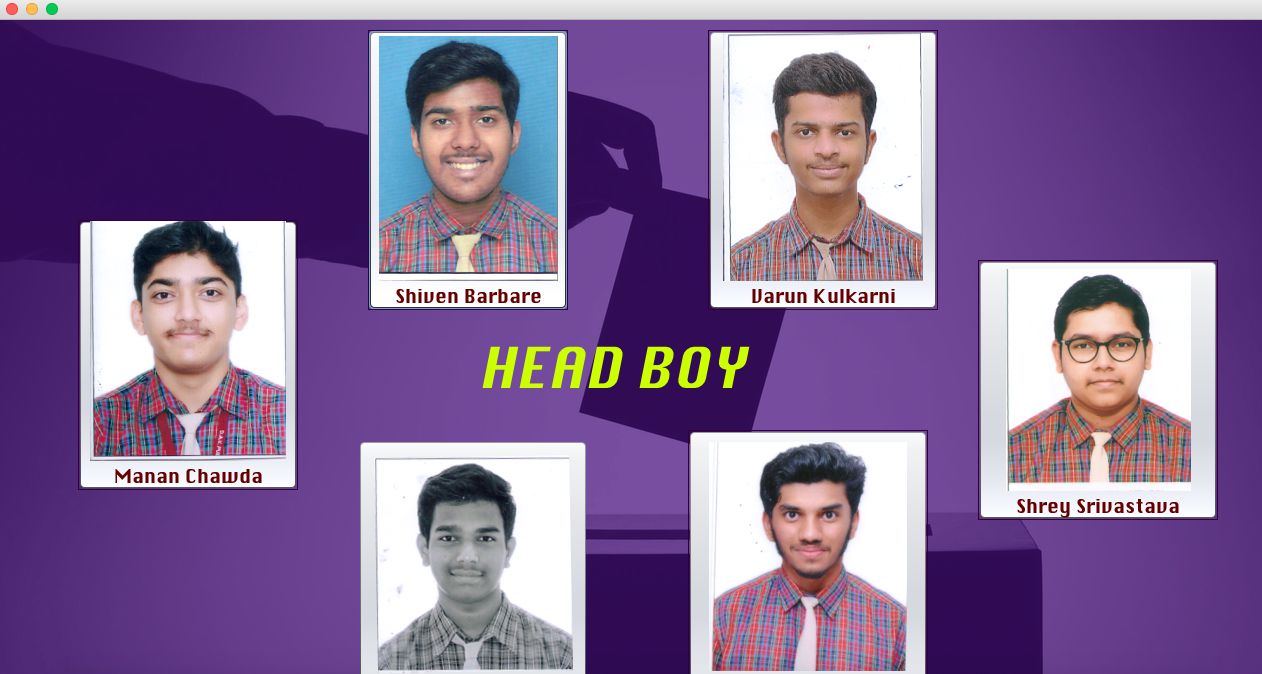 Shiven Barbare
Varun Kulkarni
HEAD BOY
Manan Chawda
Shrey Srivastava